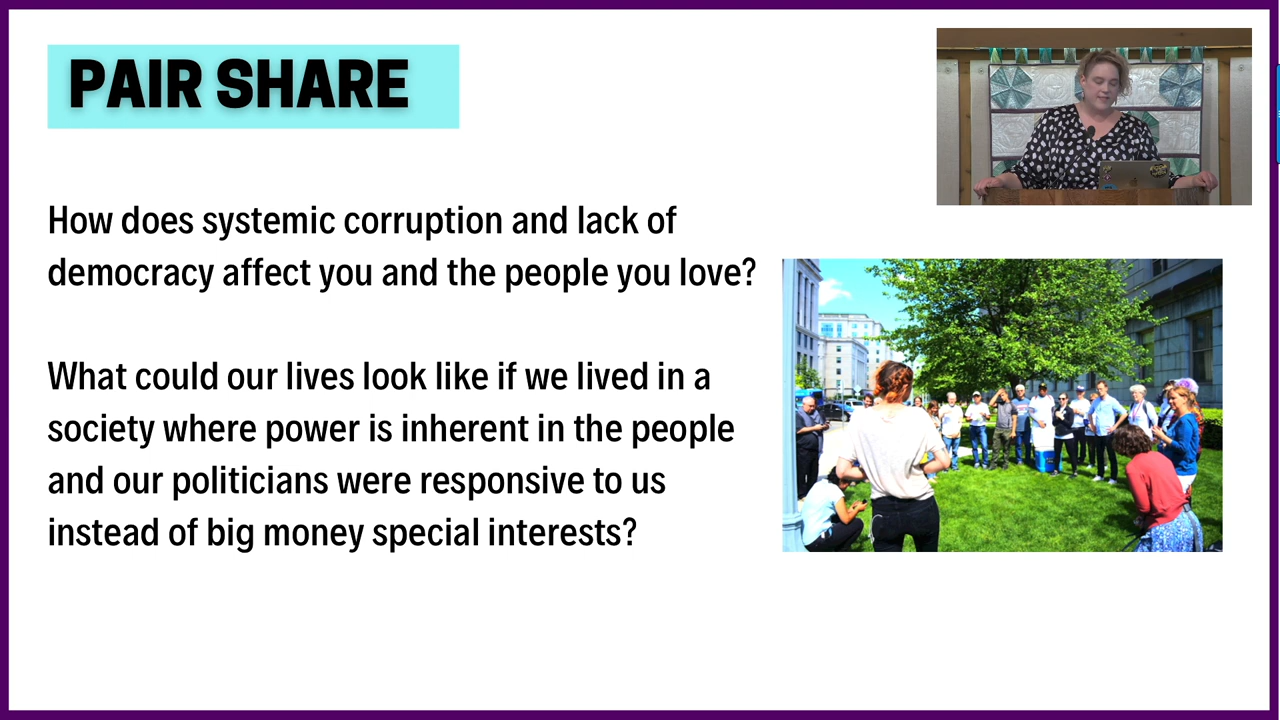 PAIR SHARE
How does systemic corruption and lack of
democracy affect you and the people you love?
What could our lives look like if we lived in a
society where power is inherent in the people
and our politicians were responsive to us
instead of big money special interests?